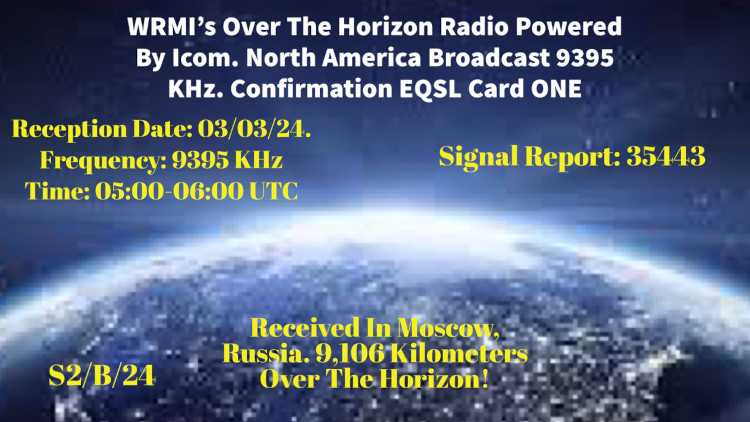 WRMI’s Over The Horizon Radio Powered
By Icom. North America Broadcast 9395
KHz. Confirmation EQSL Card ONE
Reception Date: 03/03/24.
Frequency: 9395 KHz
Time: 05:00-06:00 UTC
Signal Report: 35443
Received In Moscow,
Russia. 9,106 Kilometers
Over The Horizon!
S2/B/24